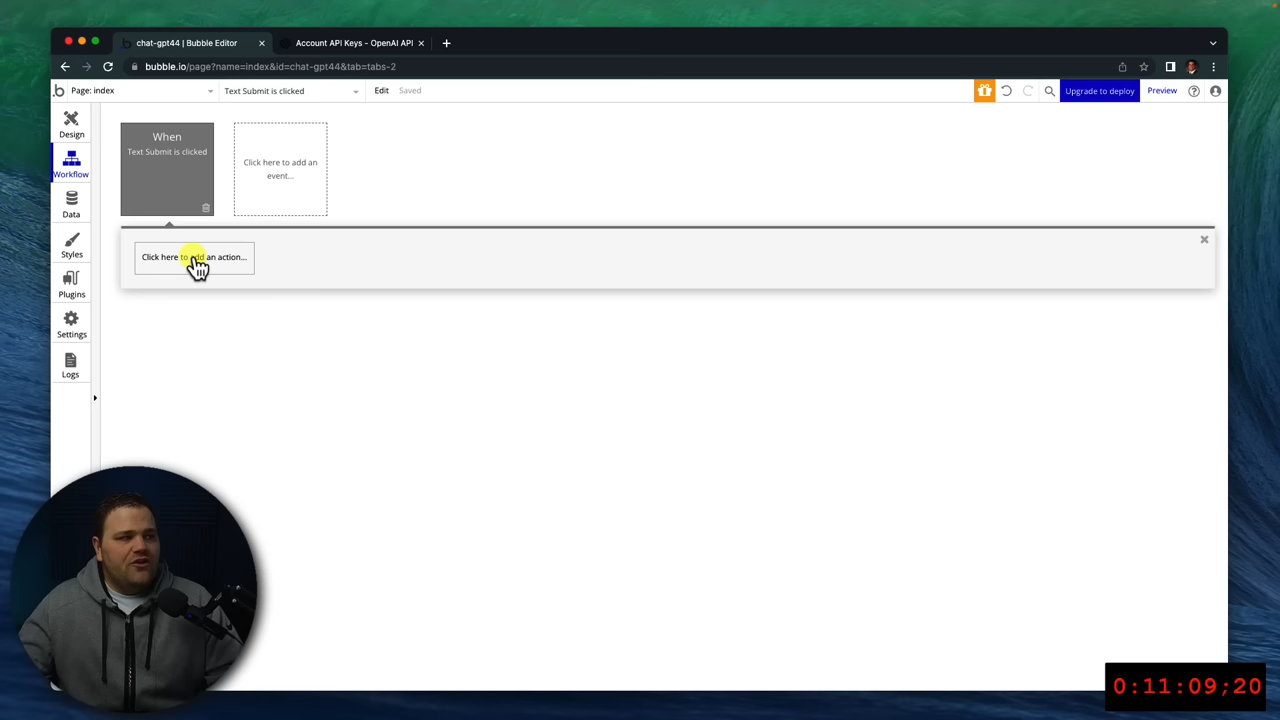 chat-gpt44 | Bubble Editor
Account API Keys - OpenAI API
bubble.io/page?name=index&id=chat-gpt44&tab=tabs-2
Page: index
Text Submit is clicked
Edit
Saved
Upgrade to deploy
Preview
Design
Workflow
Data
Styles
Plugins
Settings
Logs
When
Text Submit is clicked
Click here to add an
event...
Click here to add an action...
0:11:09;20